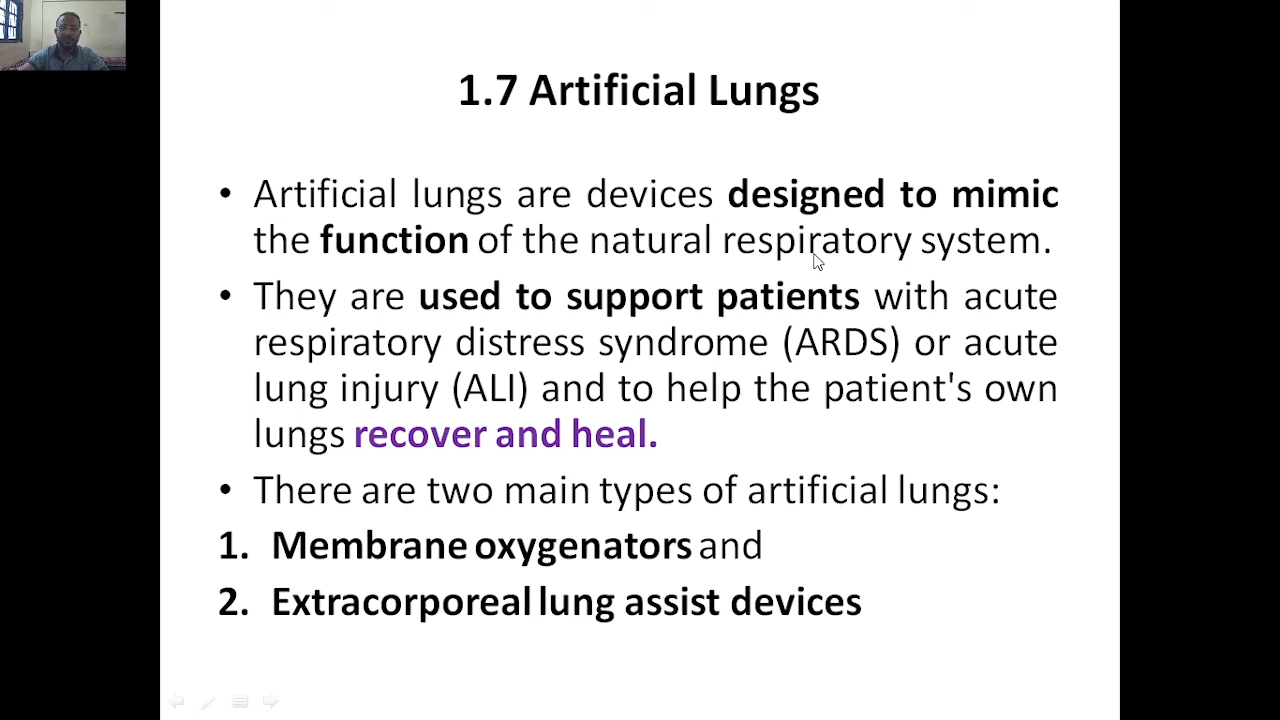 1.7 Artificial Lungs
• Artificial lungs are devices designed to mimic
the function of the natural respiratory system.
• They are used to support patients with acute
respiratory distress syndrome (ARDS) or acute
lung injury (ALI) and to help the patient's own
lungs recover and heal.
• There are two main types of artificial lungs:
1. Membrane oxygenators and
2. Extracorporeal lung assist devices